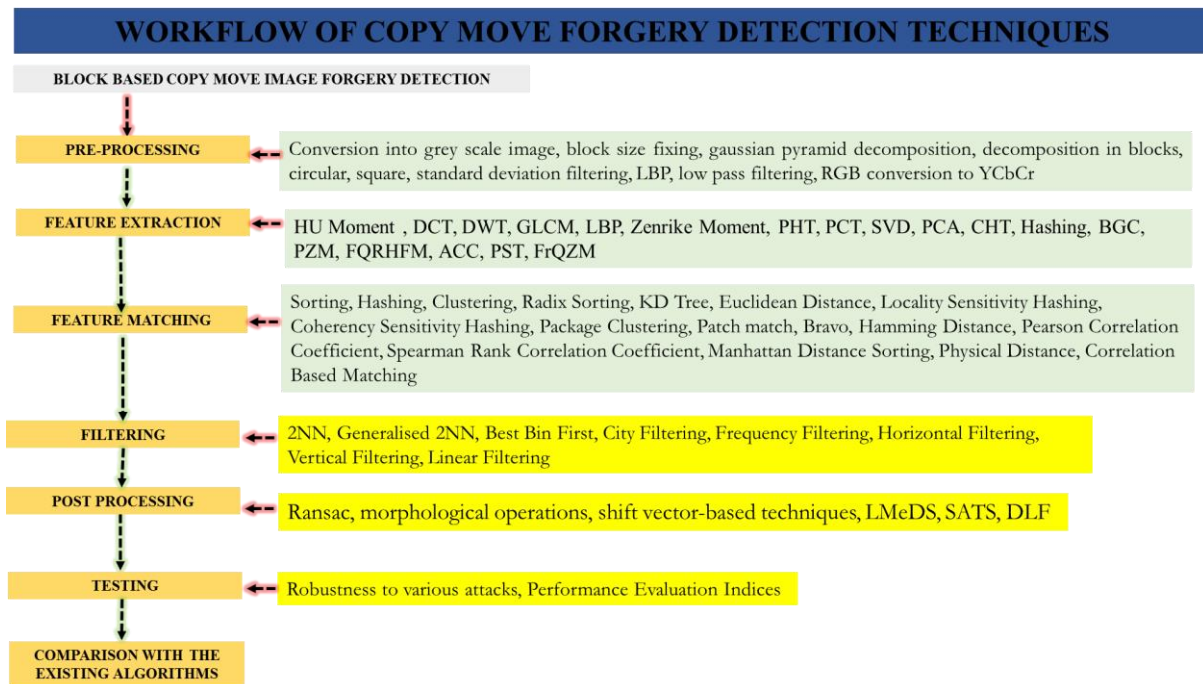 WORKFLOW OF COPY MOVE FORGERY DETECTION TECHNIQUES
BLOCK BASED COPY MOVE IMAGE FORGERY DETECTION
PRE-PROCESSING
Conversion into grey scale image, block size fixing, gaussian pyramid decomposition, decomposition in blocks,
circular, square, standard deviation filtering, LBP, low pass filtering, RGB conversion to YCbCr
FEATURE EXTRACTION
HU Moment , DCT, DWT, GLCM, LBP, Zenrike Moment, PHT, PCT, SVD, PCA, CHT, Hashing, BGC,
PZM, FQRHFM, ACC, PST, FrQZM
FEATURE MATCHING
Sorting, Hashing, Clustering, Radix Sorting, KD Tree, Euclidean Distance, Locality Sensitivity Hashing,
Coherency Sensitivity Hashing, Package Clustering, Patch match, Bravo, Hamming Distance, Pearson Correlation
Coefficient, Spearman Rank Correlation Coefficient, Manhattan Distance Sorting, Physical Distance, Correlation
Based Matching
FILTERING
2NN, Generalised 2NN, Best Bin First, City Filtering, Frequency Filtering, Horizontal Filtering,
Vertical Filtering, Linear Filtering
POST PROCESSING
Ransac, morphological operations, shift vector-based techniques, LMeDS, SATS, DLF
TESTING
Robustness to various attacks, Performance Evaluation Indices
COMPARISON WITH THE
EXISTING ALGORITHMS